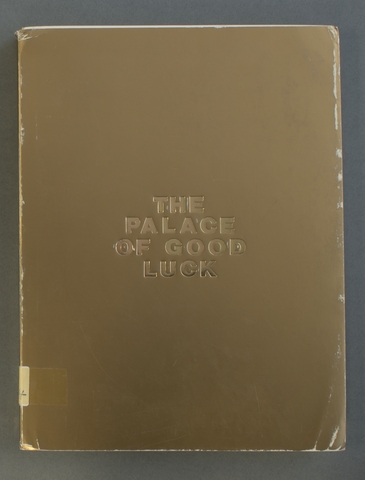 THE
PALACE
OF GOOD
LUCK